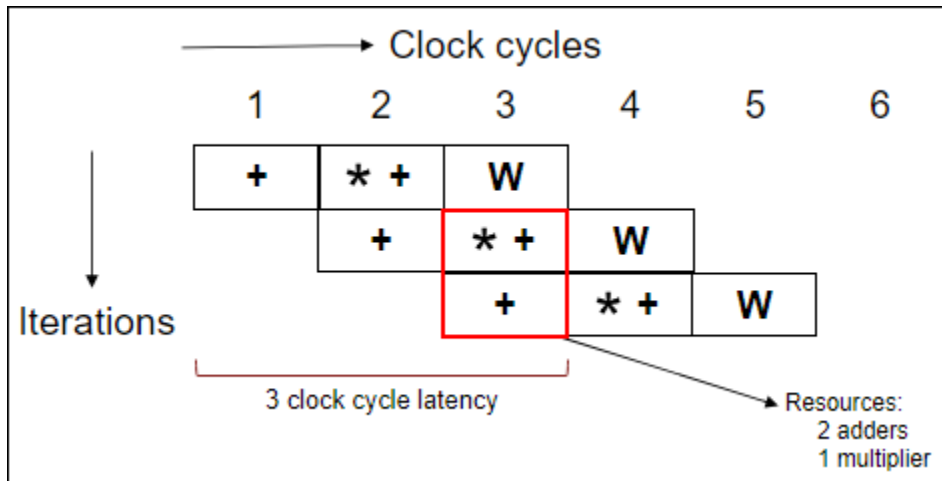 Clock cycles
1 2 3 4 5 6
+ * + W
+ * + W
+ * + W
Iterations
3 clock cycle latency
Resources:
2 adders
1 multiplier